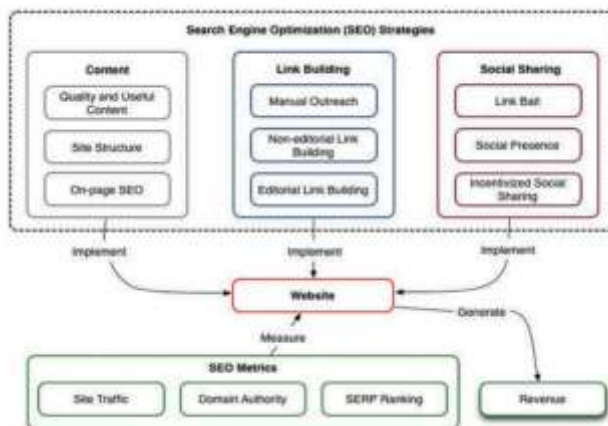 Search Engine Optimization (SEO) Strategies
Content
Quality and Useful
Content
Site Structure
On-page SEO
Link Building
Manual Outreach
Non-editorial Link
Building
Editorial Link Building
Social Sharing
Link Bait
Social Presence
Incentivized Social
Sharing
Implement
Implement
Implement
Website
Generate
Measure
SEO Metrics
Site Traffic
Domain Authority
SERP Ranking
Revenue